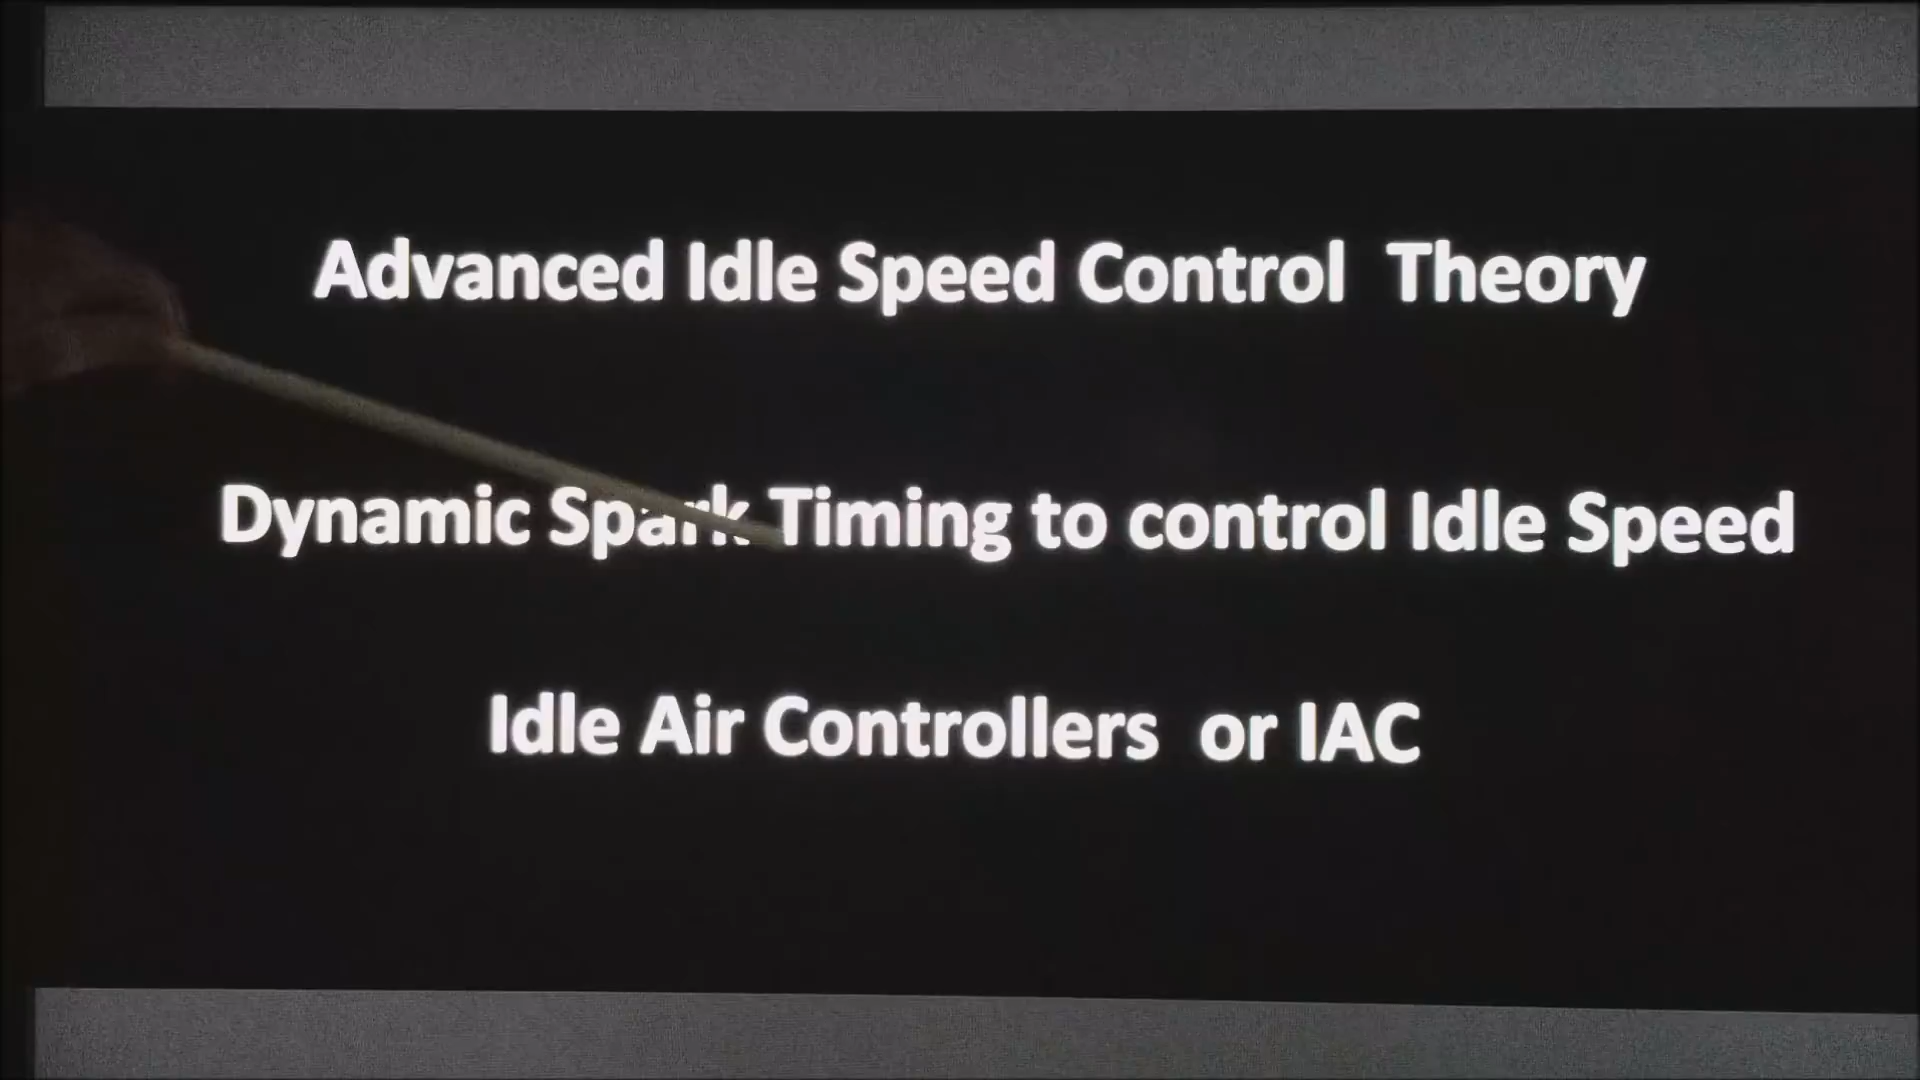 Advanced Idle Speed Control Theory
Dynamic Spark Timing to control Idle Speed
Idle Air Controllers or IAC